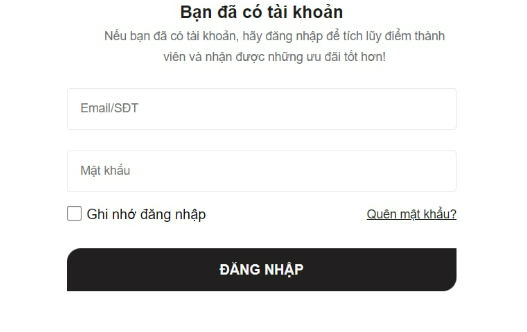 Bạn đã có tài khoản
Nếu bạn đã có tài khoản, hãy đăng nhập để tích lũy điểm thành
viên và nhận được những ưu đãi tốt hơn!
Email/SĐT
Mật khẩu
Ghi nhớ đăng nhập
Quên mật khẩu?
ĐĂNG NHẬP